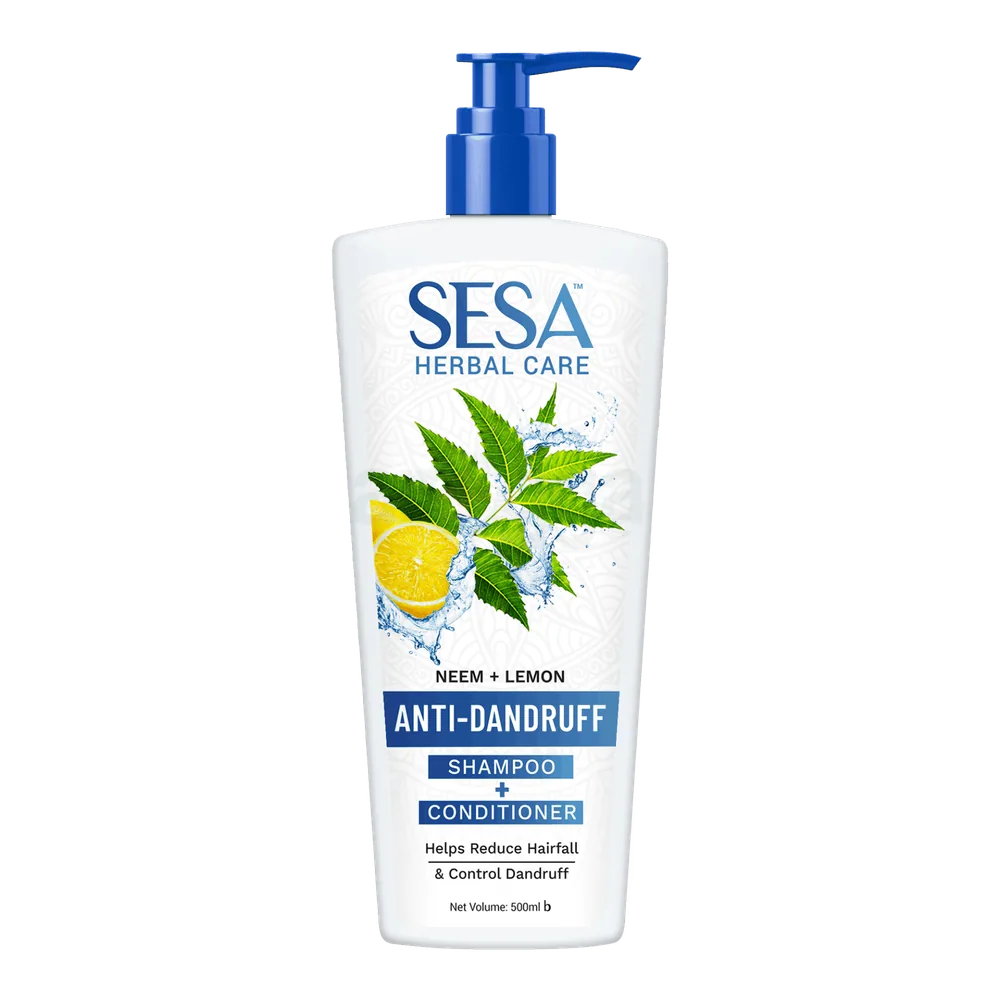 SESA™
HERBAL CARE
NEEM + LEMON
ANTI-DANDRUFF
SHAMPOO
+
CONDITIONER
Helps Reduce Hairfall
& Control Dandruff
Net Volume: 500ml b